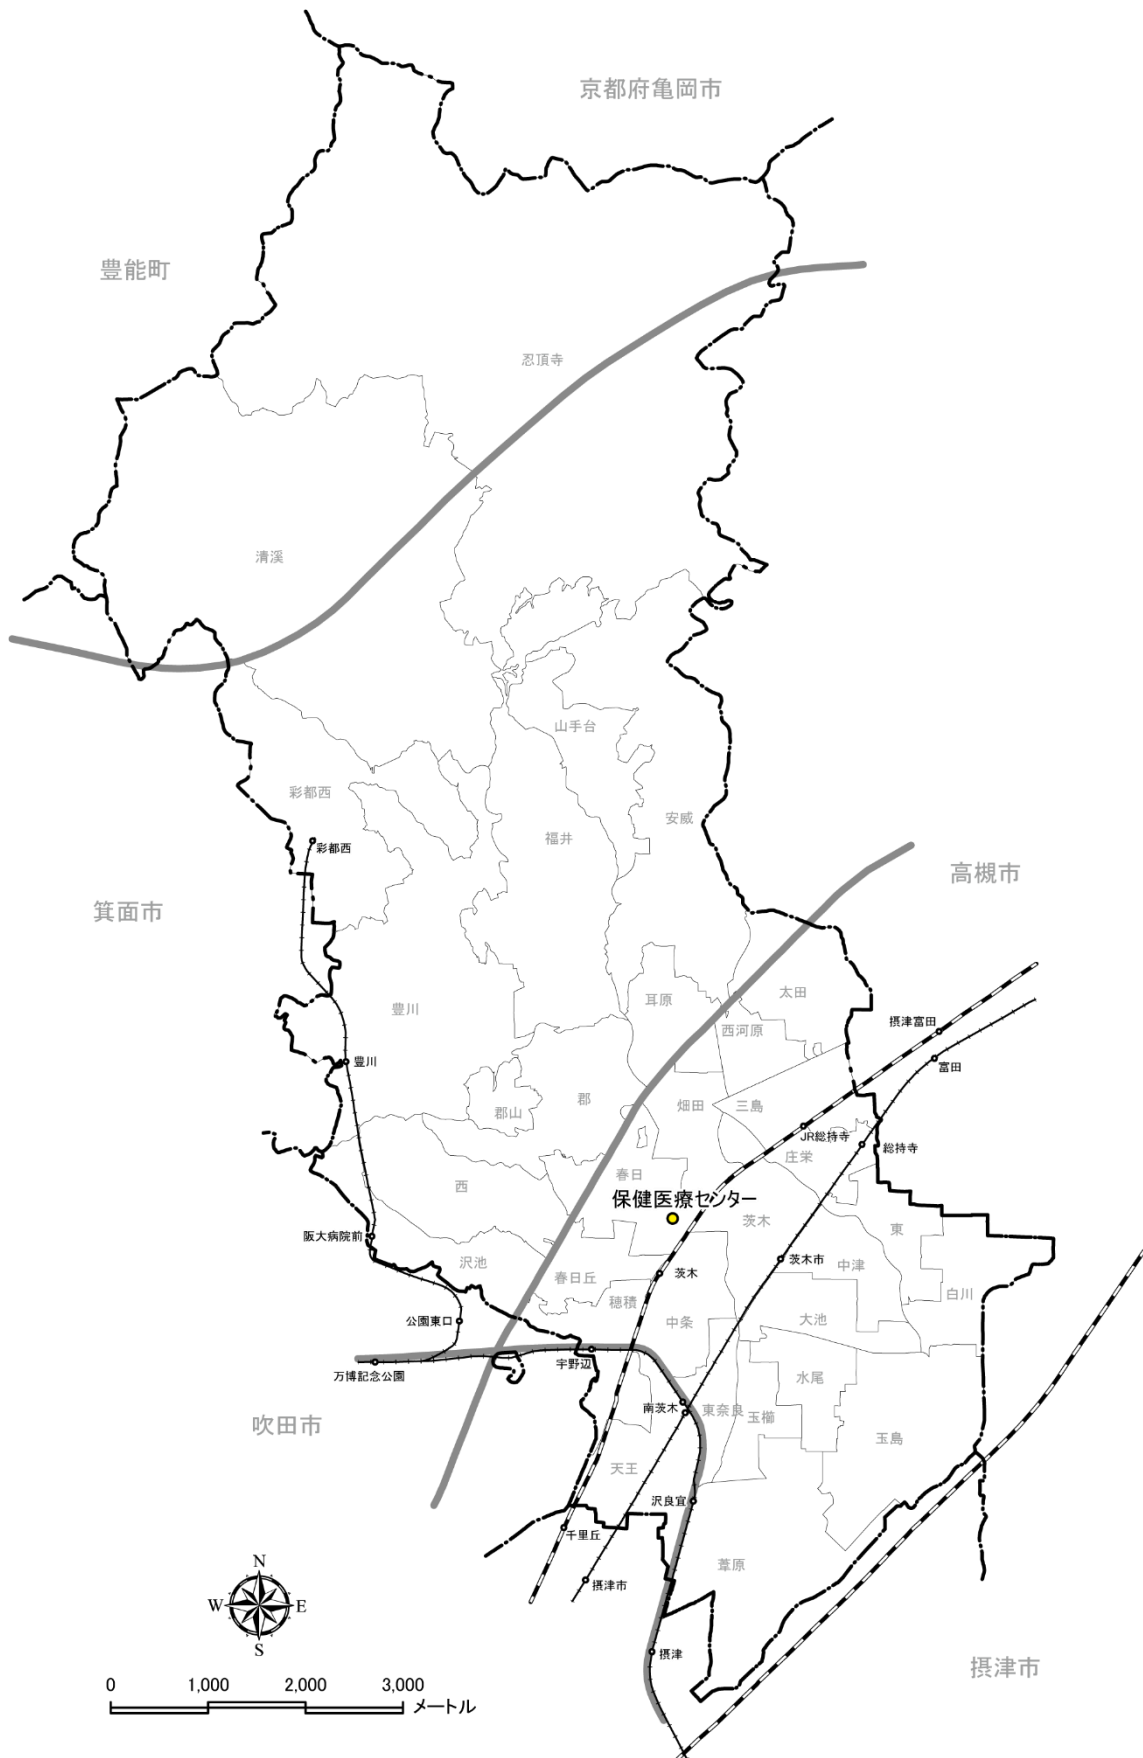 京都府亀岡市
豊能町
忍頂寺
清溪
山手台
彩都西
安威
福井
彩都西
高槻市
箕面市
太田
耳原
豊川
西河原
摂津富田
豊川
富田
郡
郡山
畑田
三島
JR総持寺
総持寺
庄栄
春日
西
保健医療センター
茨木
東
阪大病院前
沢池
茨木市
中津
春日丘
茨木
白川
穂積
公園東口
中条
大池
宇野辺
万博記念公園
水尾
南茨木
東奈良
玉櫛
吹田市
玉島
天王
沢良宜
千里丘
葦原
摂津市
N
W
E
S
摂津
摂津市
0
1,000
2,000
3,000
メートル